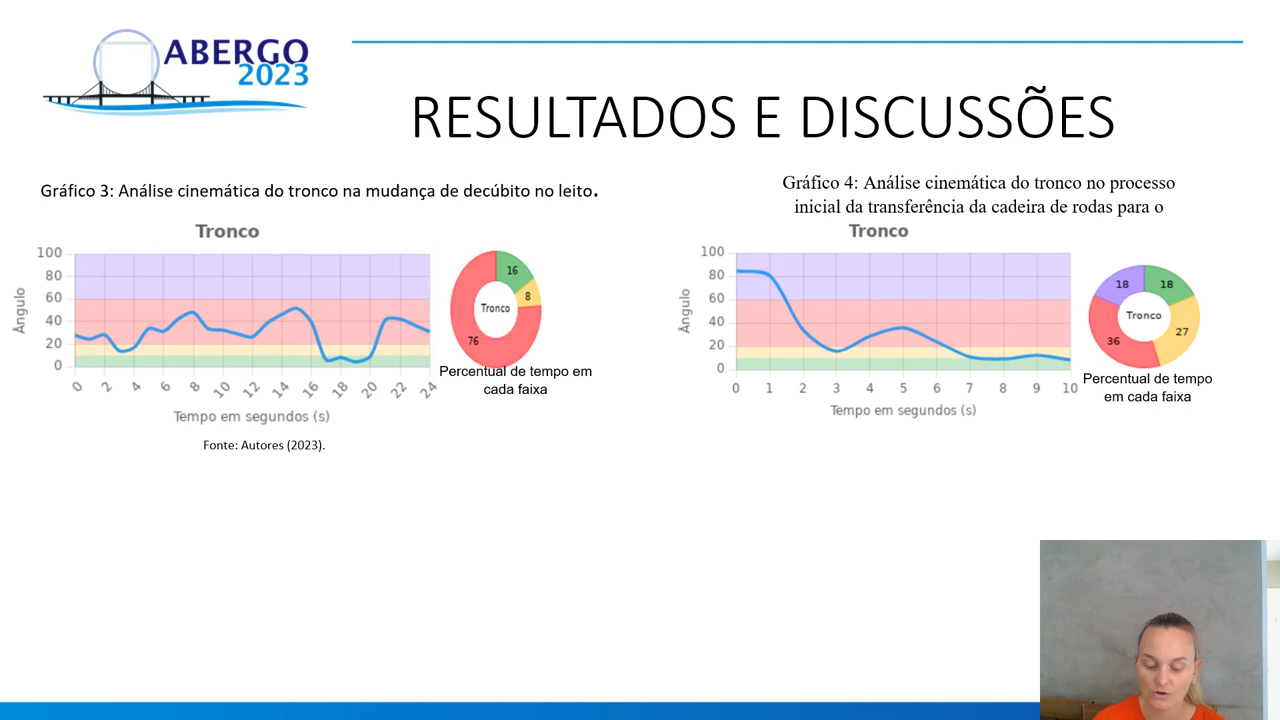 ABERGO
2023
RESULTADOS E DISCUSSÕES
Gráfico 3: Análise cinemática do tronco na mudança de decúbito no leito.
Tronco
100
80
60
40
20
0
Ângulo
0 2 4 6 8 10 12 14 16 18 20 22 24
Tempo em segundos (s)
16
8
76
Tronco
Percentual de tempo em
cada faixa
Fonte: Autores (2023).
Gráfico 4: Análise cinemática do tronco no processo
inicial da transferência da cadeira de rodas para o
Tronco
100
80
60
40
20
0
Ângulo
0 1 2 3 4 5 6 7 8 9 10
Tempo em segundos (s)
18 18
Tronco
27
36
Percentual de tempo
em cada faixa